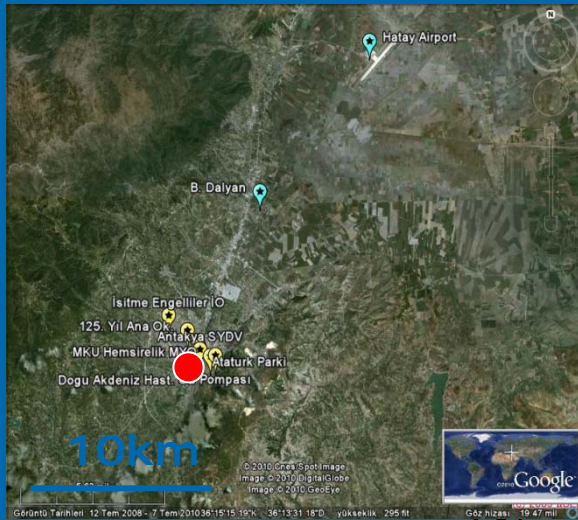 N
Hatay Airport
B. Dalyan
İsitme Engelliler İO
125. Yıl Ana Ok.
Antakya SYDV
MKU Hemsirelik MYO
Ataturk Parki
Dogu Akdeniz Hast. Pompası
10km
© 2010 Cnes/Spot Image
Image © 2010 DigitalGlobe
Image © 2010 GeoEye
©2010 Google
Görüntü Tarihleri: 12 Tem 2008 - 7 Tem 2010 36°15'15.19"K 36°13'31.18"D yükseklik 295 fit Göz hizası. 19.47 mil